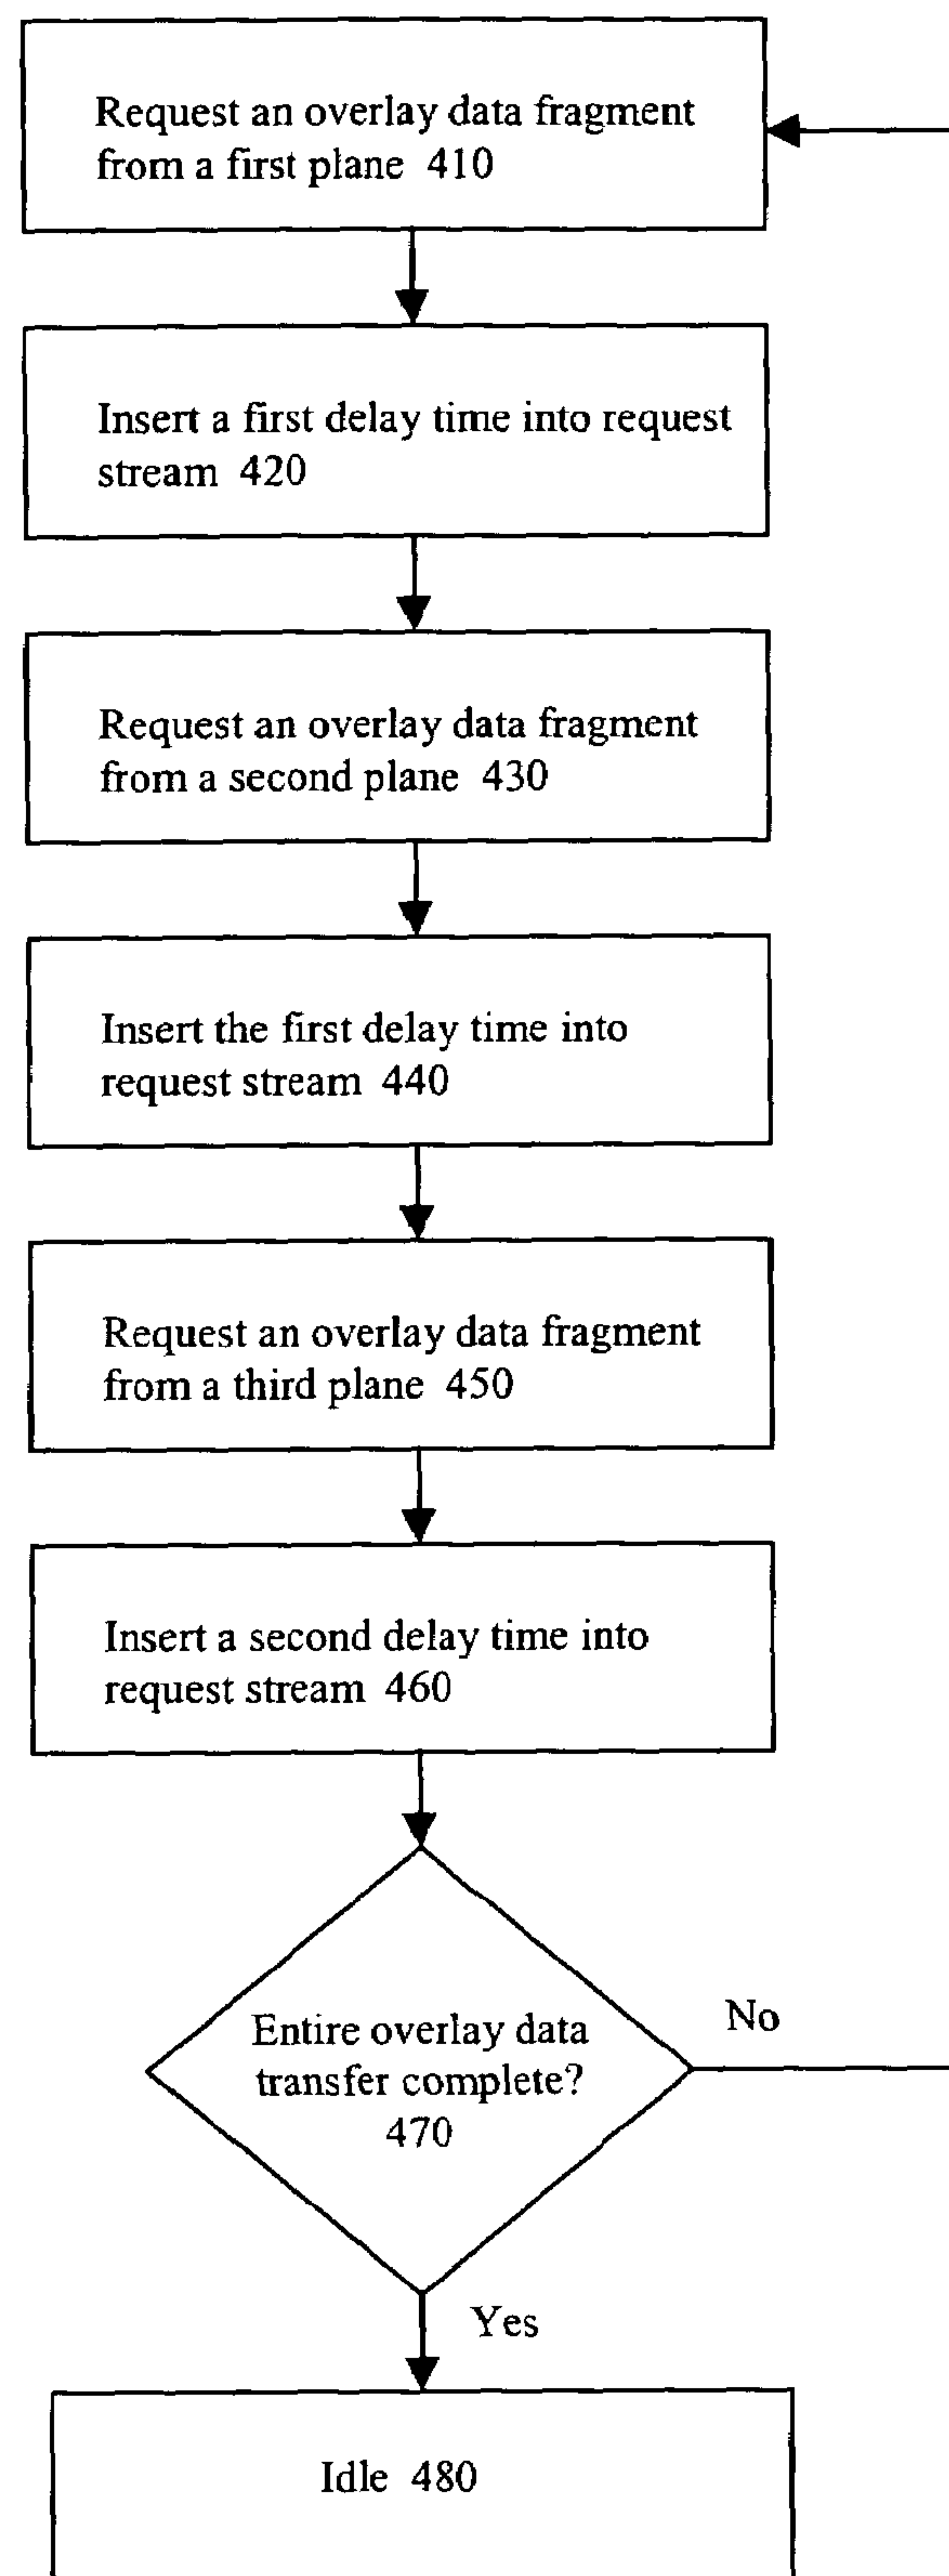 Request an overlay data fragment
from a first plane 410
Insert a first delay time into request
stream 420
Request an overlay data fragment
from a second plane 430
Insert the first delay time into
request stream 440
Request an overlay data fragment
from a third plane 450
Insert a second delay time into
request stream 460
Entire overlay data
transfer complete?
470
No
Yes
Idle 480